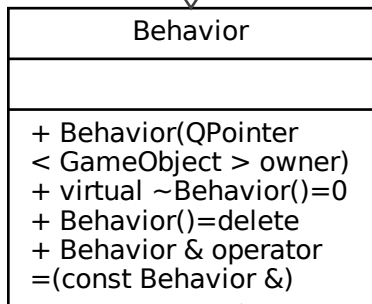 Behavior
+ Behavior(QPointer
< GameObject > owner)
+ virtual ~Behavior()=0
+ Behavior()=delete
+ Behavior & operator
=(const Behavior &)